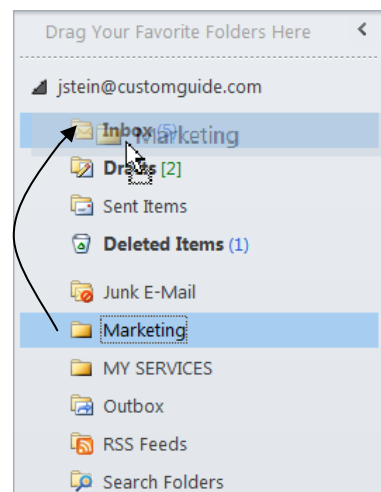 Drag Your Favorite Folders Here
jstein@customguide.com
Inbox (5) Marketing
Drafts [2]
Sent Items
Deleted Items (1)
Junk E-Mail
Marketing
MY SERVICES
Outbox
RSS Feeds
Search Folders